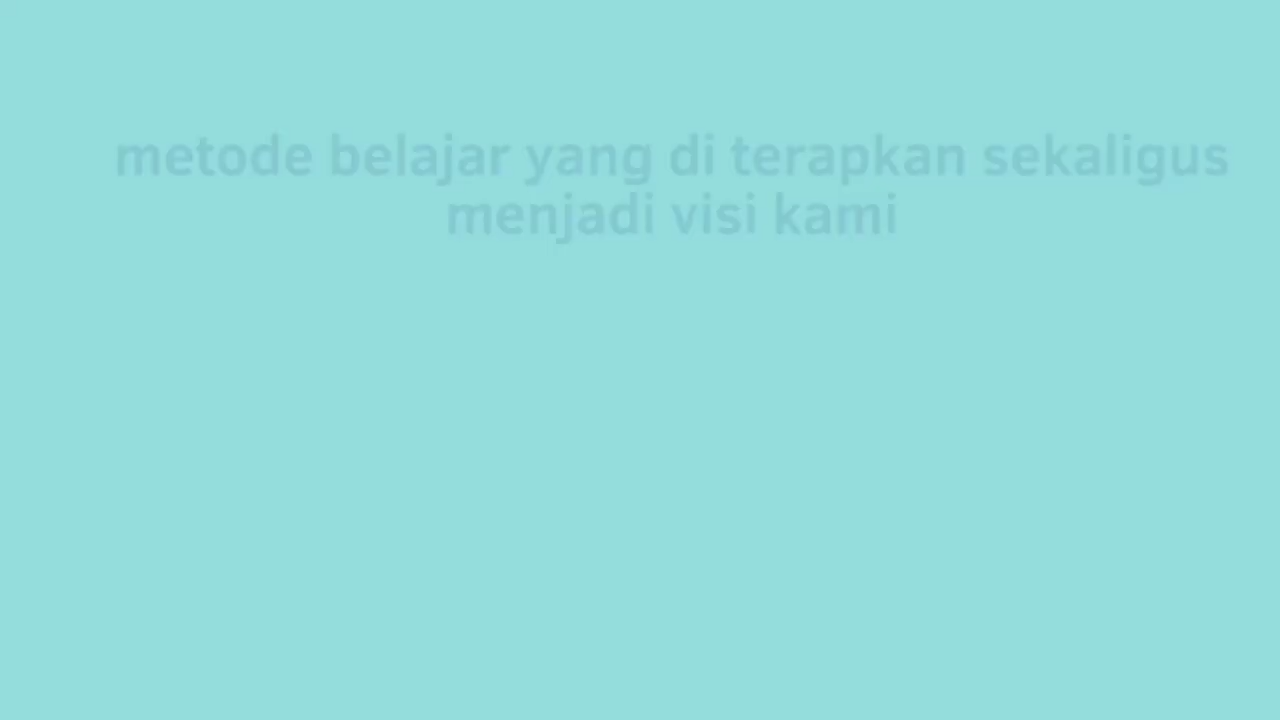 metode belajar yang di terapkan sekaligus
menjadi visi kami